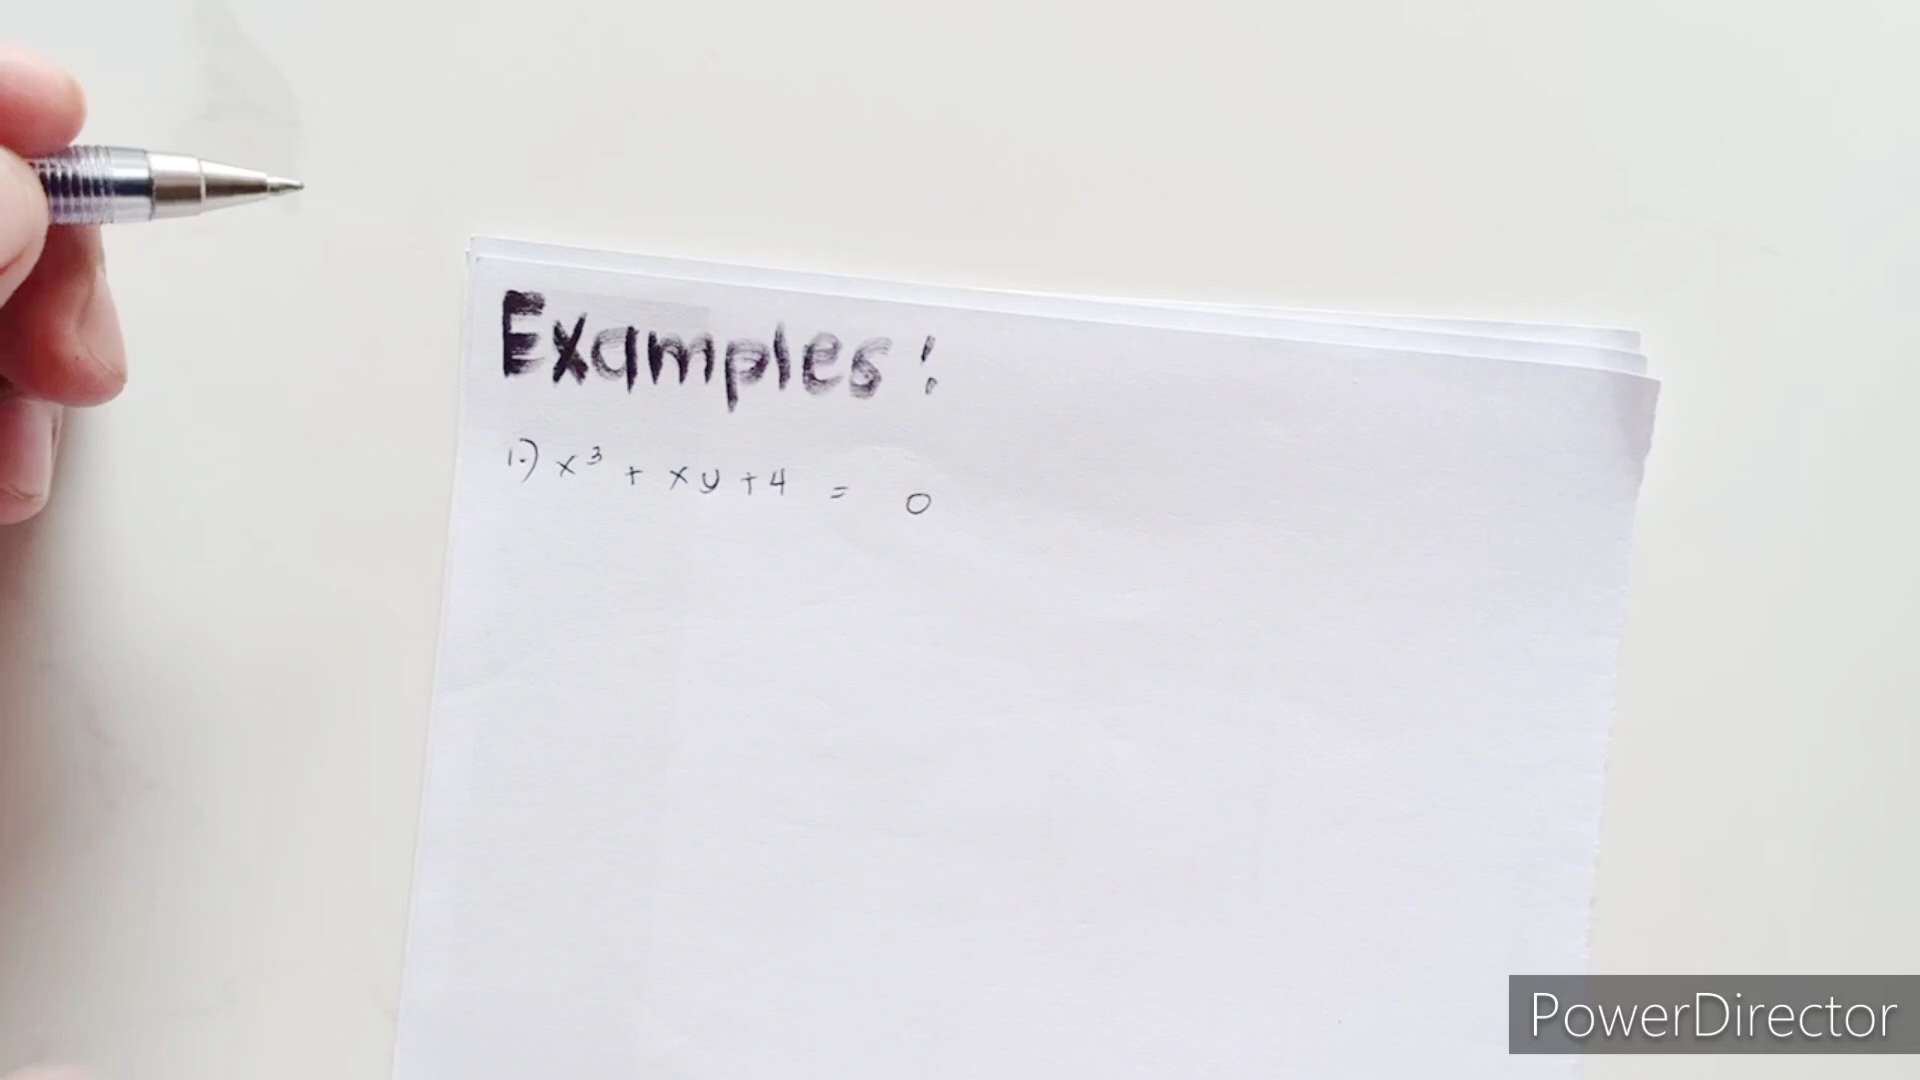 Examples:
1.) x³ + xy + 4 = 0
PowerDirector